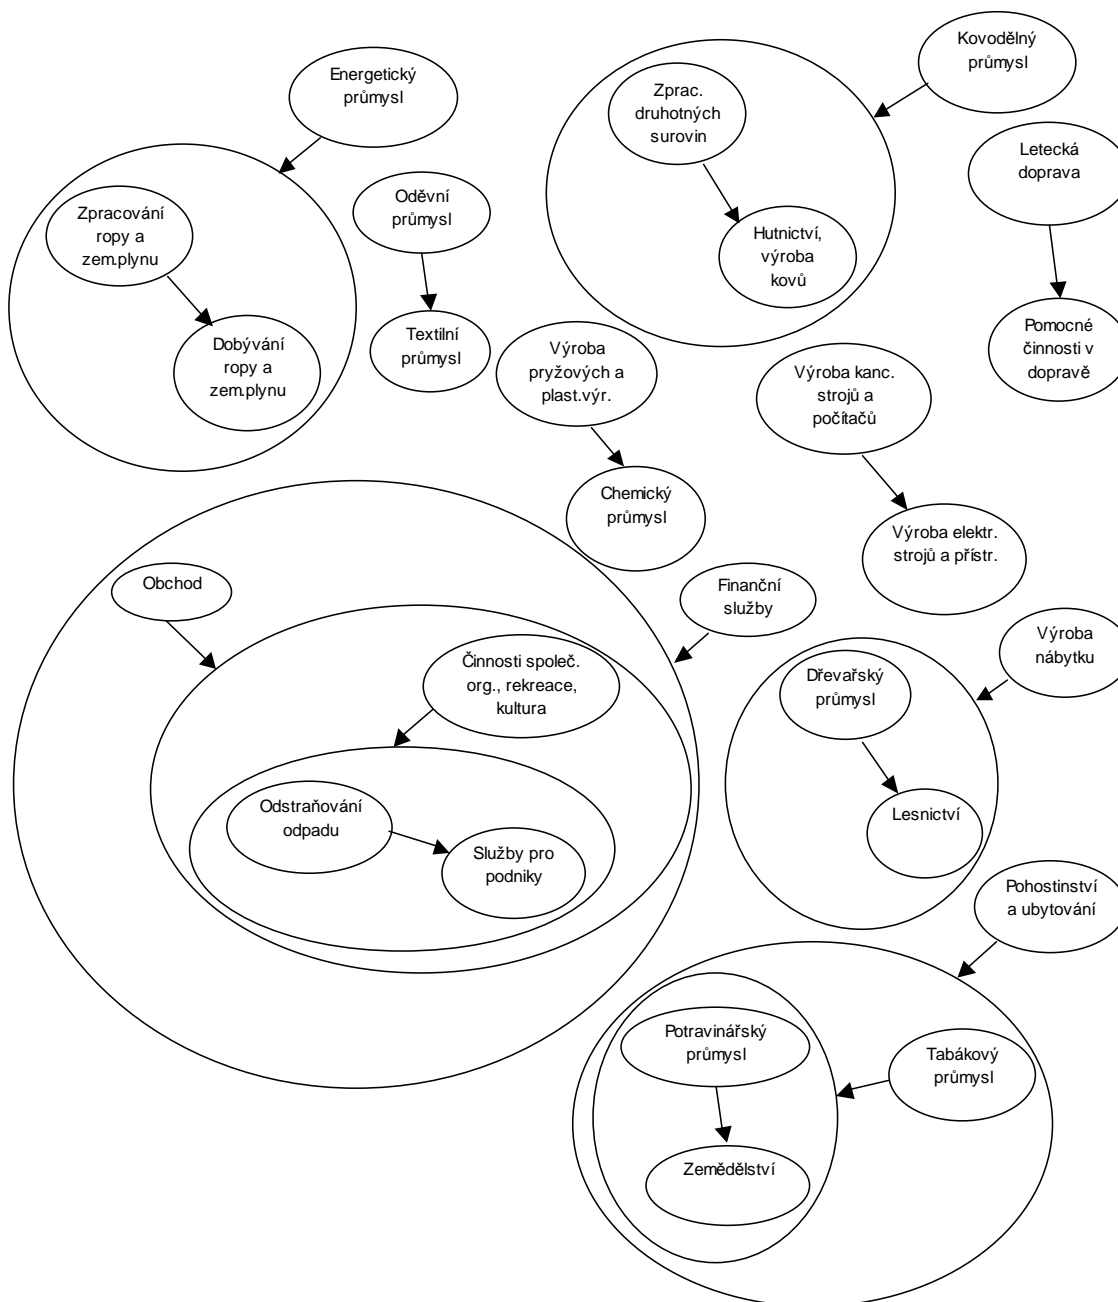 Kovodělný
průmysl
Energetický
průmysl
Zprac.
druhotných
surovin
Letecká
doprava
Oděvní
průmysl
Zpracování
ropy a
zem.plynu
Hutnictví,
výroba
kovů
Textilní
průmysl
Dobývání
ropy a
zem.plynu
Výroba
pryžových a
plast.výr.
Pomocné
činnosti v
dopravě
Výroba kanc.
strojů a
počítačů
Chemický
průmysl
Výroba elektr.
strojů a přístr.
Obchod
Finanční
služby
Výroba
nábytku
Činnosti společ.
org., rekreace,
kultura
Dřevařský
průmysl
Odstraňování
odpadu
Lesnictví
Služby pro
podniky
Pohostinství
a ubytování
Potravinářský
průmysl
Tabákový
průmysl
Zemědělství